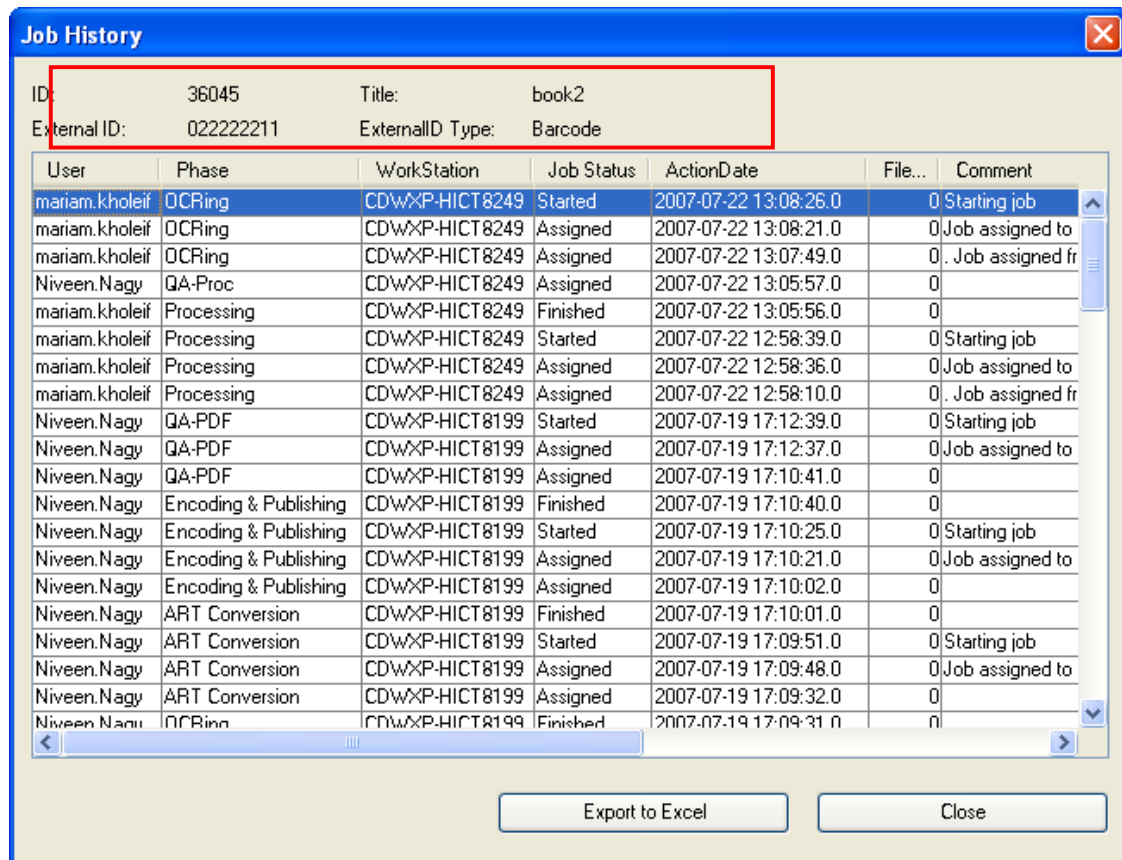 Job History
ID: 36045 Title: book2
External ID: 022222211 ExternalID Type: Barcode
User Phase WorkStation Job Status ActionDate File... Comment
mariam.kholeif OCRing CDWXP-HICT8249 Started 2007-07-22 13:08:26.0 0 Starting job
mariam.kholeif OCRing CDWXP-HICT8249 Assigned 2007-07-22 13:08:21.0 0 Job assigned to
mariam.kholeif OCRing CDWXP-HICT8249 Assigned 2007-07-22 13:07:49.0 0 . Job assigned fr
Niveen.Nagy QA-Proc CDWXP-HICT8249 Assigned 2007-07-22 13:05:57.0 0
mariam.kholeif Processing CDWXP-HICT8249 Finished 2007-07-22 13:05:56.0 0
mariam.kholeif Processing CDWXP-HICT8249 Started 2007-07-22 12:58:39.0 0 Starting job
mariam.kholeif Processing CDWXP-HICT8249 Assigned 2007-07-22 12:58:36.0 0 Job assigned to
mariam.kholeif Processing CDWXP-HICT8249 Assigned 2007-07-22 12:58:10.0 0 . Job assigned fr
Niveen.Nagy QA-PDF CDWXP-HICT8199 Started 2007-07-19 17:12:39.0 0 Starting job
Niveen.Nagy QA-PDF CDWXP-HICT8199 Assigned 2007-07-19 17:12:37.0 0 Job assigned to
Niveen.Nagy QA-PDF CDWXP-HICT8199 Assigned 2007-07-19 17:10:41.0 0
Niveen.Nagy Encoding & Publishing CDWXP-HICT8199 Finished 2007-07-19 17:10:40.0 0
Niveen.Nagy Encoding & Publishing CDWXP-HICT8199 Started 2007-07-19 17:10:25.0 0 Starting job
Niveen.Nagy Encoding & Publishing CDWXP-HICT8199 Assigned 2007-07-19 17:10:21.0 0 Job assigned to
Niveen.Nagy Encoding & Publishing CDWXP-HICT8199 Assigned 2007-07-19 17:10:02.0 0
Niveen.Nagy ART Conversion CDWXP-HICT8199 Finished 2007-07-19 17:10:01.0 0
Niveen.Nagy ART Conversion CDWXP-HICT8199 Started 2007-07-19 17:09:51.0 0 Starting job
Niveen.Nagy ART Conversion CDWXP-HICT8199 Assigned 2007-07-19 17:09:48.0 0 Job assigned to
Niveen.Nagy ART Conversion CDWXP-HICT8199 Assigned 2007-07-19 17:09:32.0 0
Niveen.Nagy OCRing CDWXP-HICT8199 Finished 2007-07-19 17:09:31.0 0
Export to Excel Close